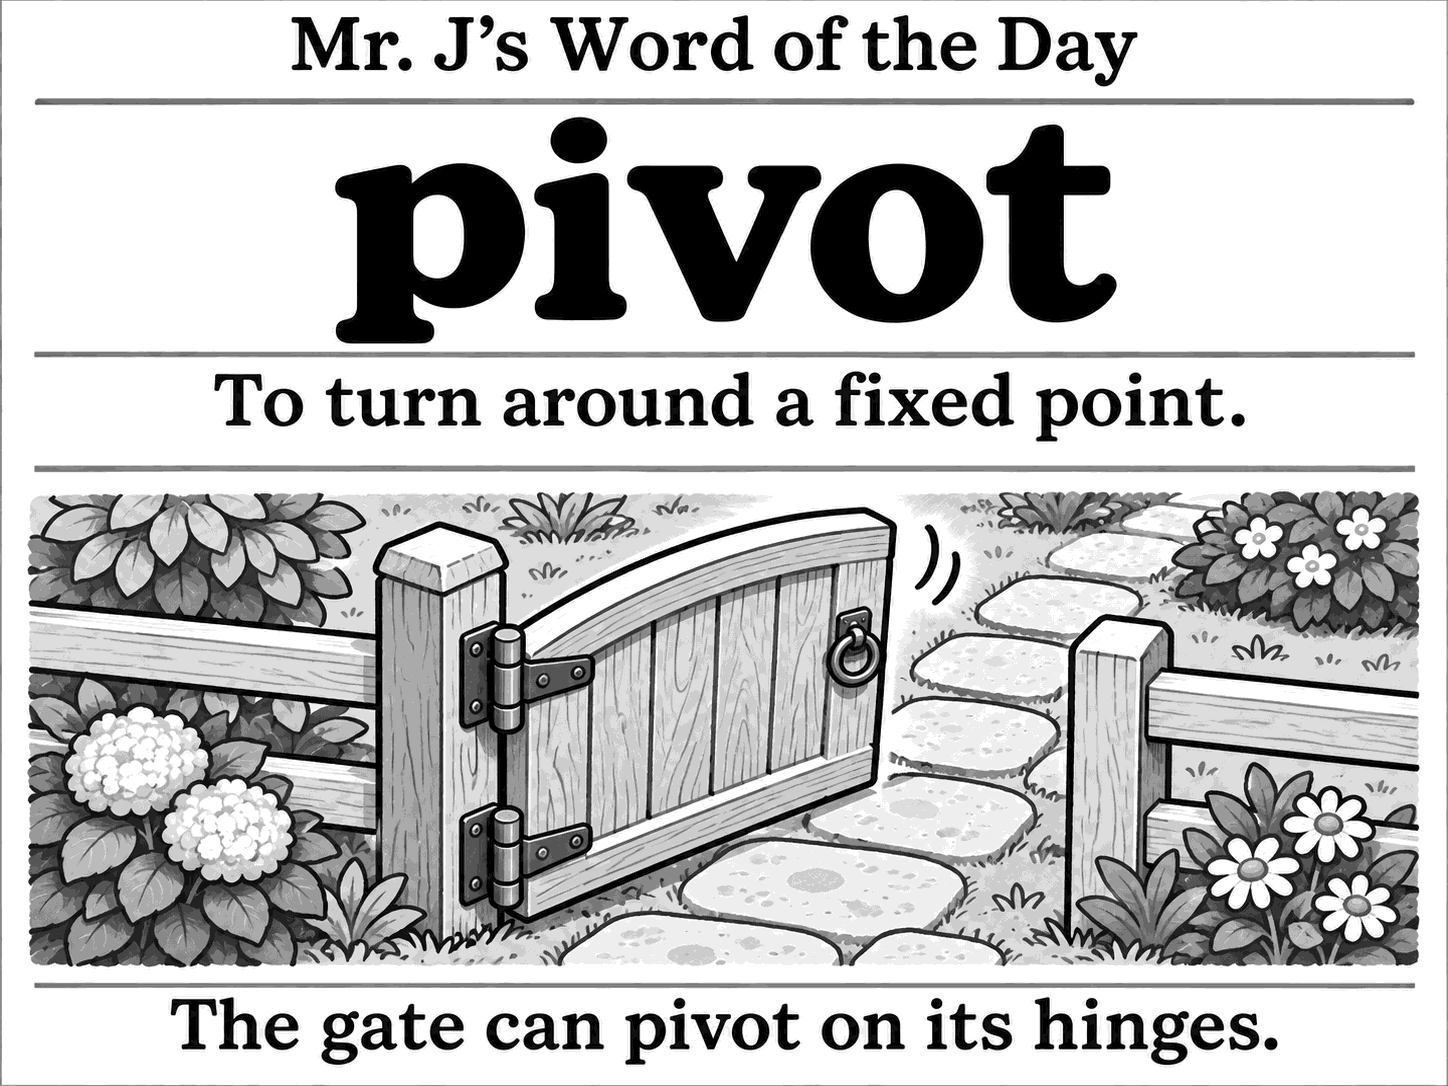 Mr. J’s Word of the Day
pivot
To turn around a fixed point.
The gate can pivot on its hinges.